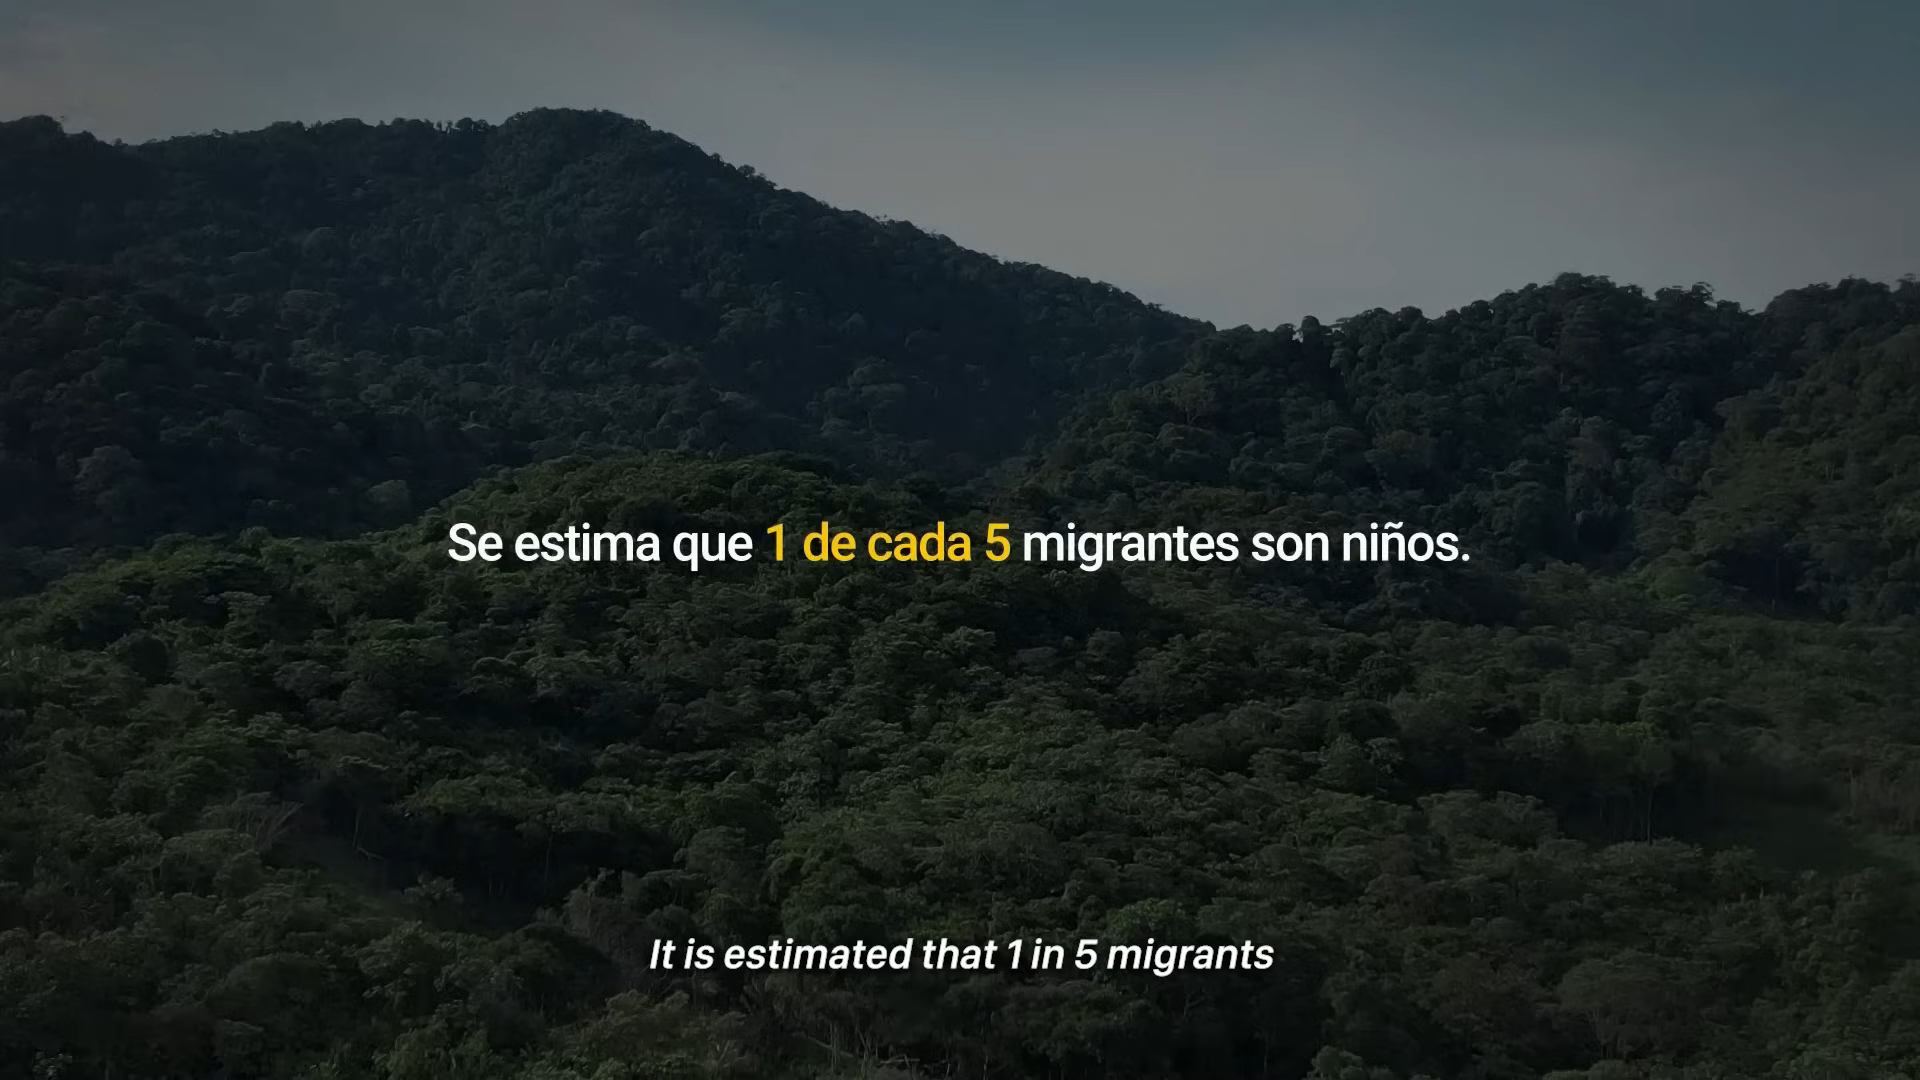 Se estima que 1 de cada 5 migrantes son niños.
It is estimated that 1 in 5 migrants